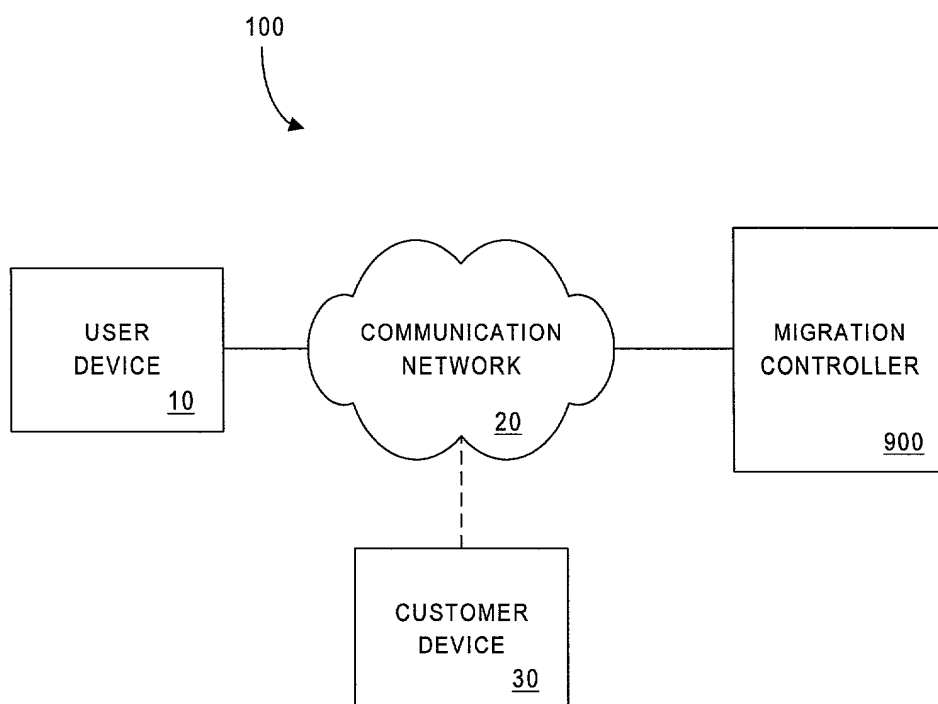 100
USER
DEVICE
10
COMMUNICATION
NETWORK
20
MIGRATION
CONTROLLER
900
CUSTOMER
DEVICE
30